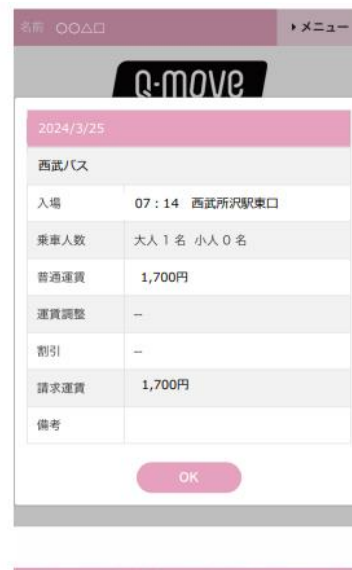 名前 〇〇△口
▸ メニュー
Q-move
2024/3/25
西武バス
入場 07：14 西武所沢駅東口
乗車人数 大人 1 名 小人 0 名
普通運賃 1,700円
運賃調整 --
割引 --
請求運賃 1,700円
備考
OK